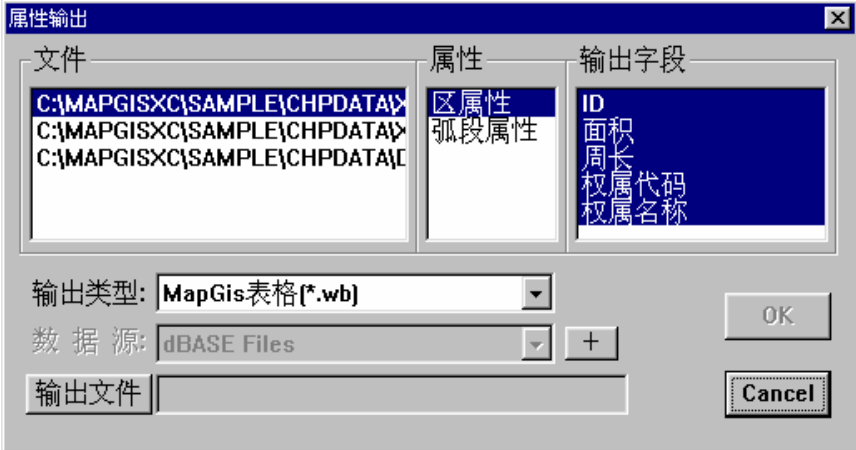 属性输出
文件
属性
输出字段
C:\MAPGISXC\SAMPLE\CHPDATA\X
C:\MAPGISXC\SAMPLE\CHPDATA\X
C:\MAPGISXC\SAMPLE\CHPDATA\D
区属性
弧段属性
ID
面积
周长
权属代码
权属名称
输出类型: MapGis表格(*.wb)
数 据 源: dBASE Files +
输出文件
OK
Cancel